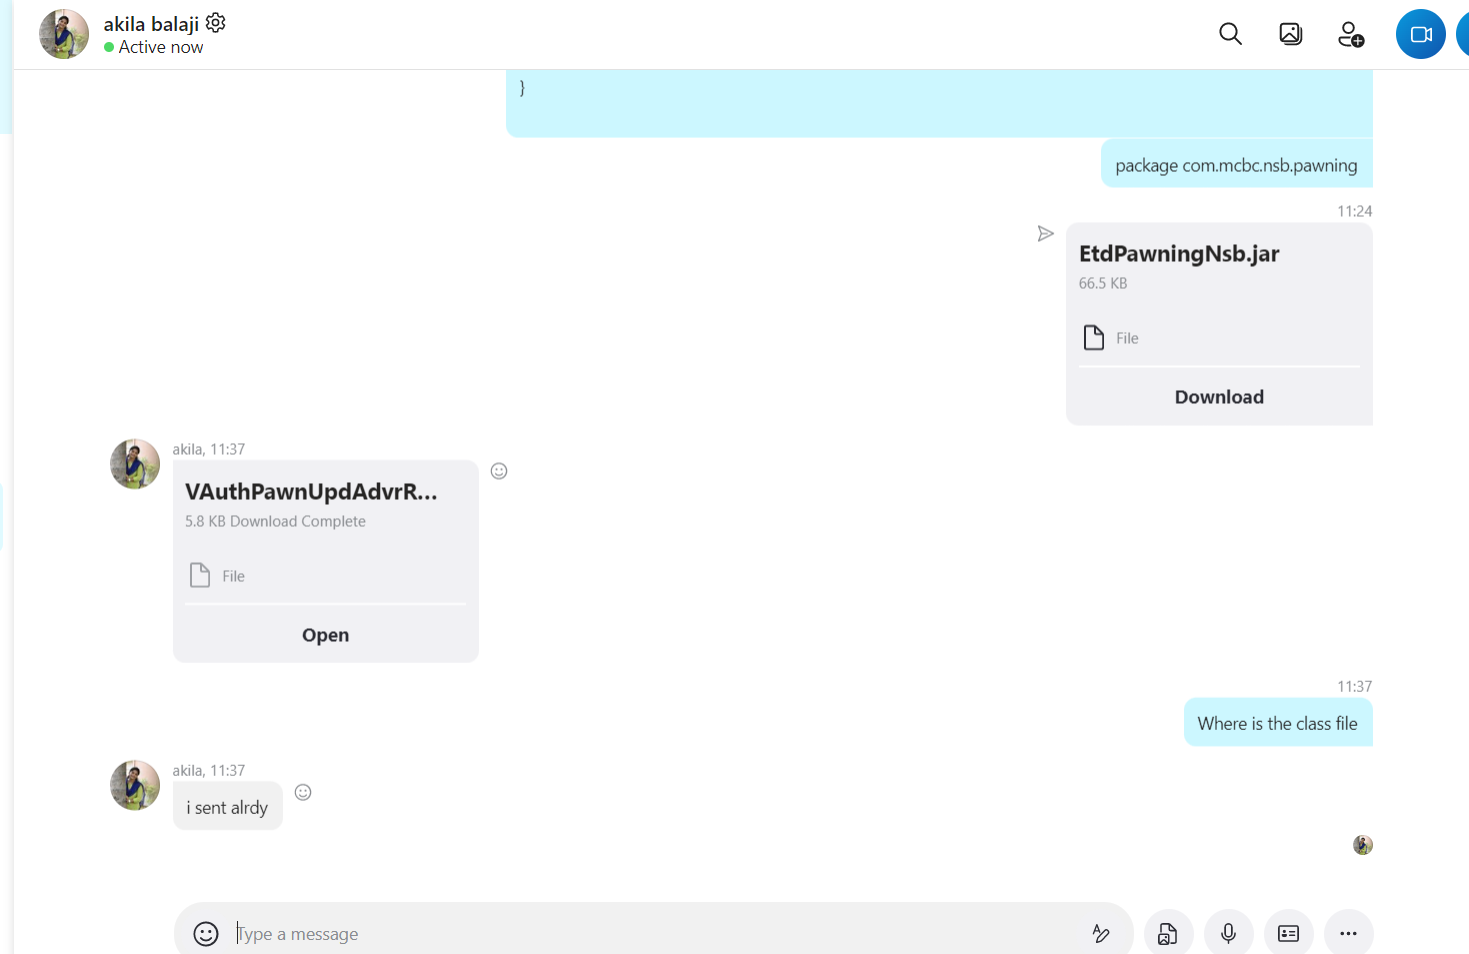 akila balaji
Active now
}
package com.mcbc.nsb.pawning
11:24
EtdPawningNsb.jar
66.5 KB
File
Download
akila, 11:37
VAuthPawnUpdAdvrR...
5.8 KB Download Complete
File
Open
11:37
Where is the class file
akila, 11:37
i sent alrdy
Type a message